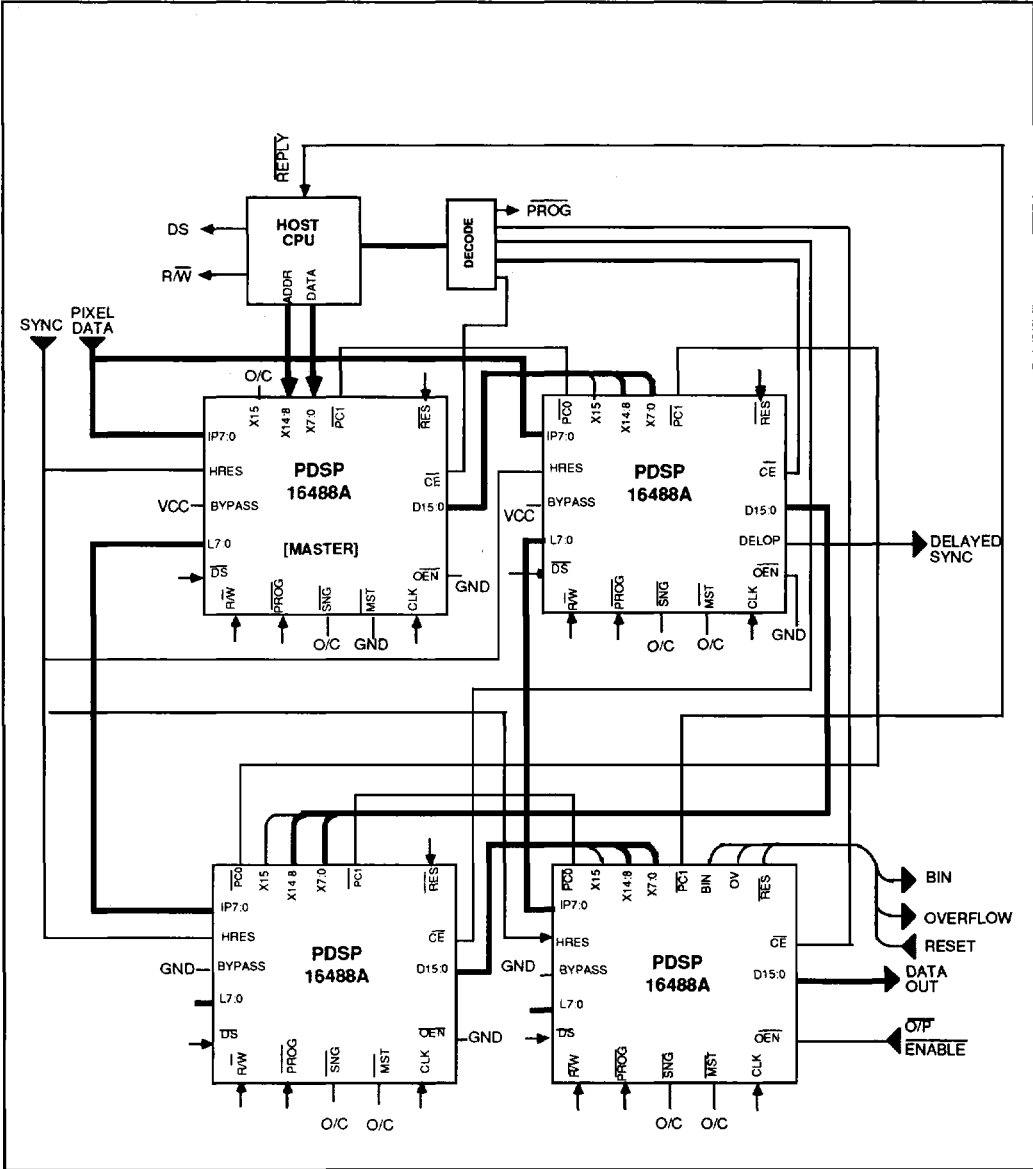 REPLY
DS
HOST
CPU
R/W
ADDR
DATA
DECODE
PROG
SYNC
PIXEL
DATA
O/C
X15
X14:8
X7:0
PC1
RES
IP7:0
HRES
VCC
BYPASS
L7:0
DS
PDSP
16488A
[MASTER]
CE
D15:0
OEN
GND
R/W
PROG
SNG
MST
CLK
O/C
GND
PC0
X15
X14:8
X7:0
PC1
RES
IP7:0
HRES
VCC
BYPASS
L7:0
DS
PDSP
16488A
CE
D15:0
DELOP
DELAYED
SYNC
OEN
GND
R/W
PROG
SNG
MST
CLK
O/C
O/C
PC0
X15
X14:8
X7:0
PC1
RES
IP7:0
HRES
GND
BYPASS
L7:0
DS
PDSP
16488A
CE
D15:0
OEN
GND
R/W
PROG
SNG
MST
CLK
O/C
O/C
PC0
X15
X14:8
X7:0
PC1
BIN
OV
RES
IP7:0
HRES
GND
BYPASS
L7:0
DS
PDSP
16488A
CE
D15:0
OEN
R/W
PROG
SNG
MST
CLK
O/C
O/C
BIN
OVERFLOW
RESET
DATA
OUT
O/P
ENABLE